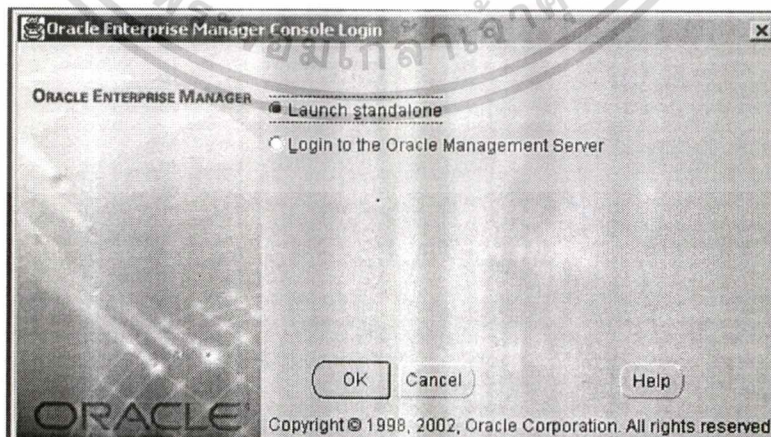 Oracle Enterprise Manager Console Login
ORACLE ENTERPRISE MANAGER
Launch standalone
Login to the Oracle Management Server
OK
Cancel
Help
ORACLE
Copyright © 1998, 2002, Oracle Corporation. All rights reserved